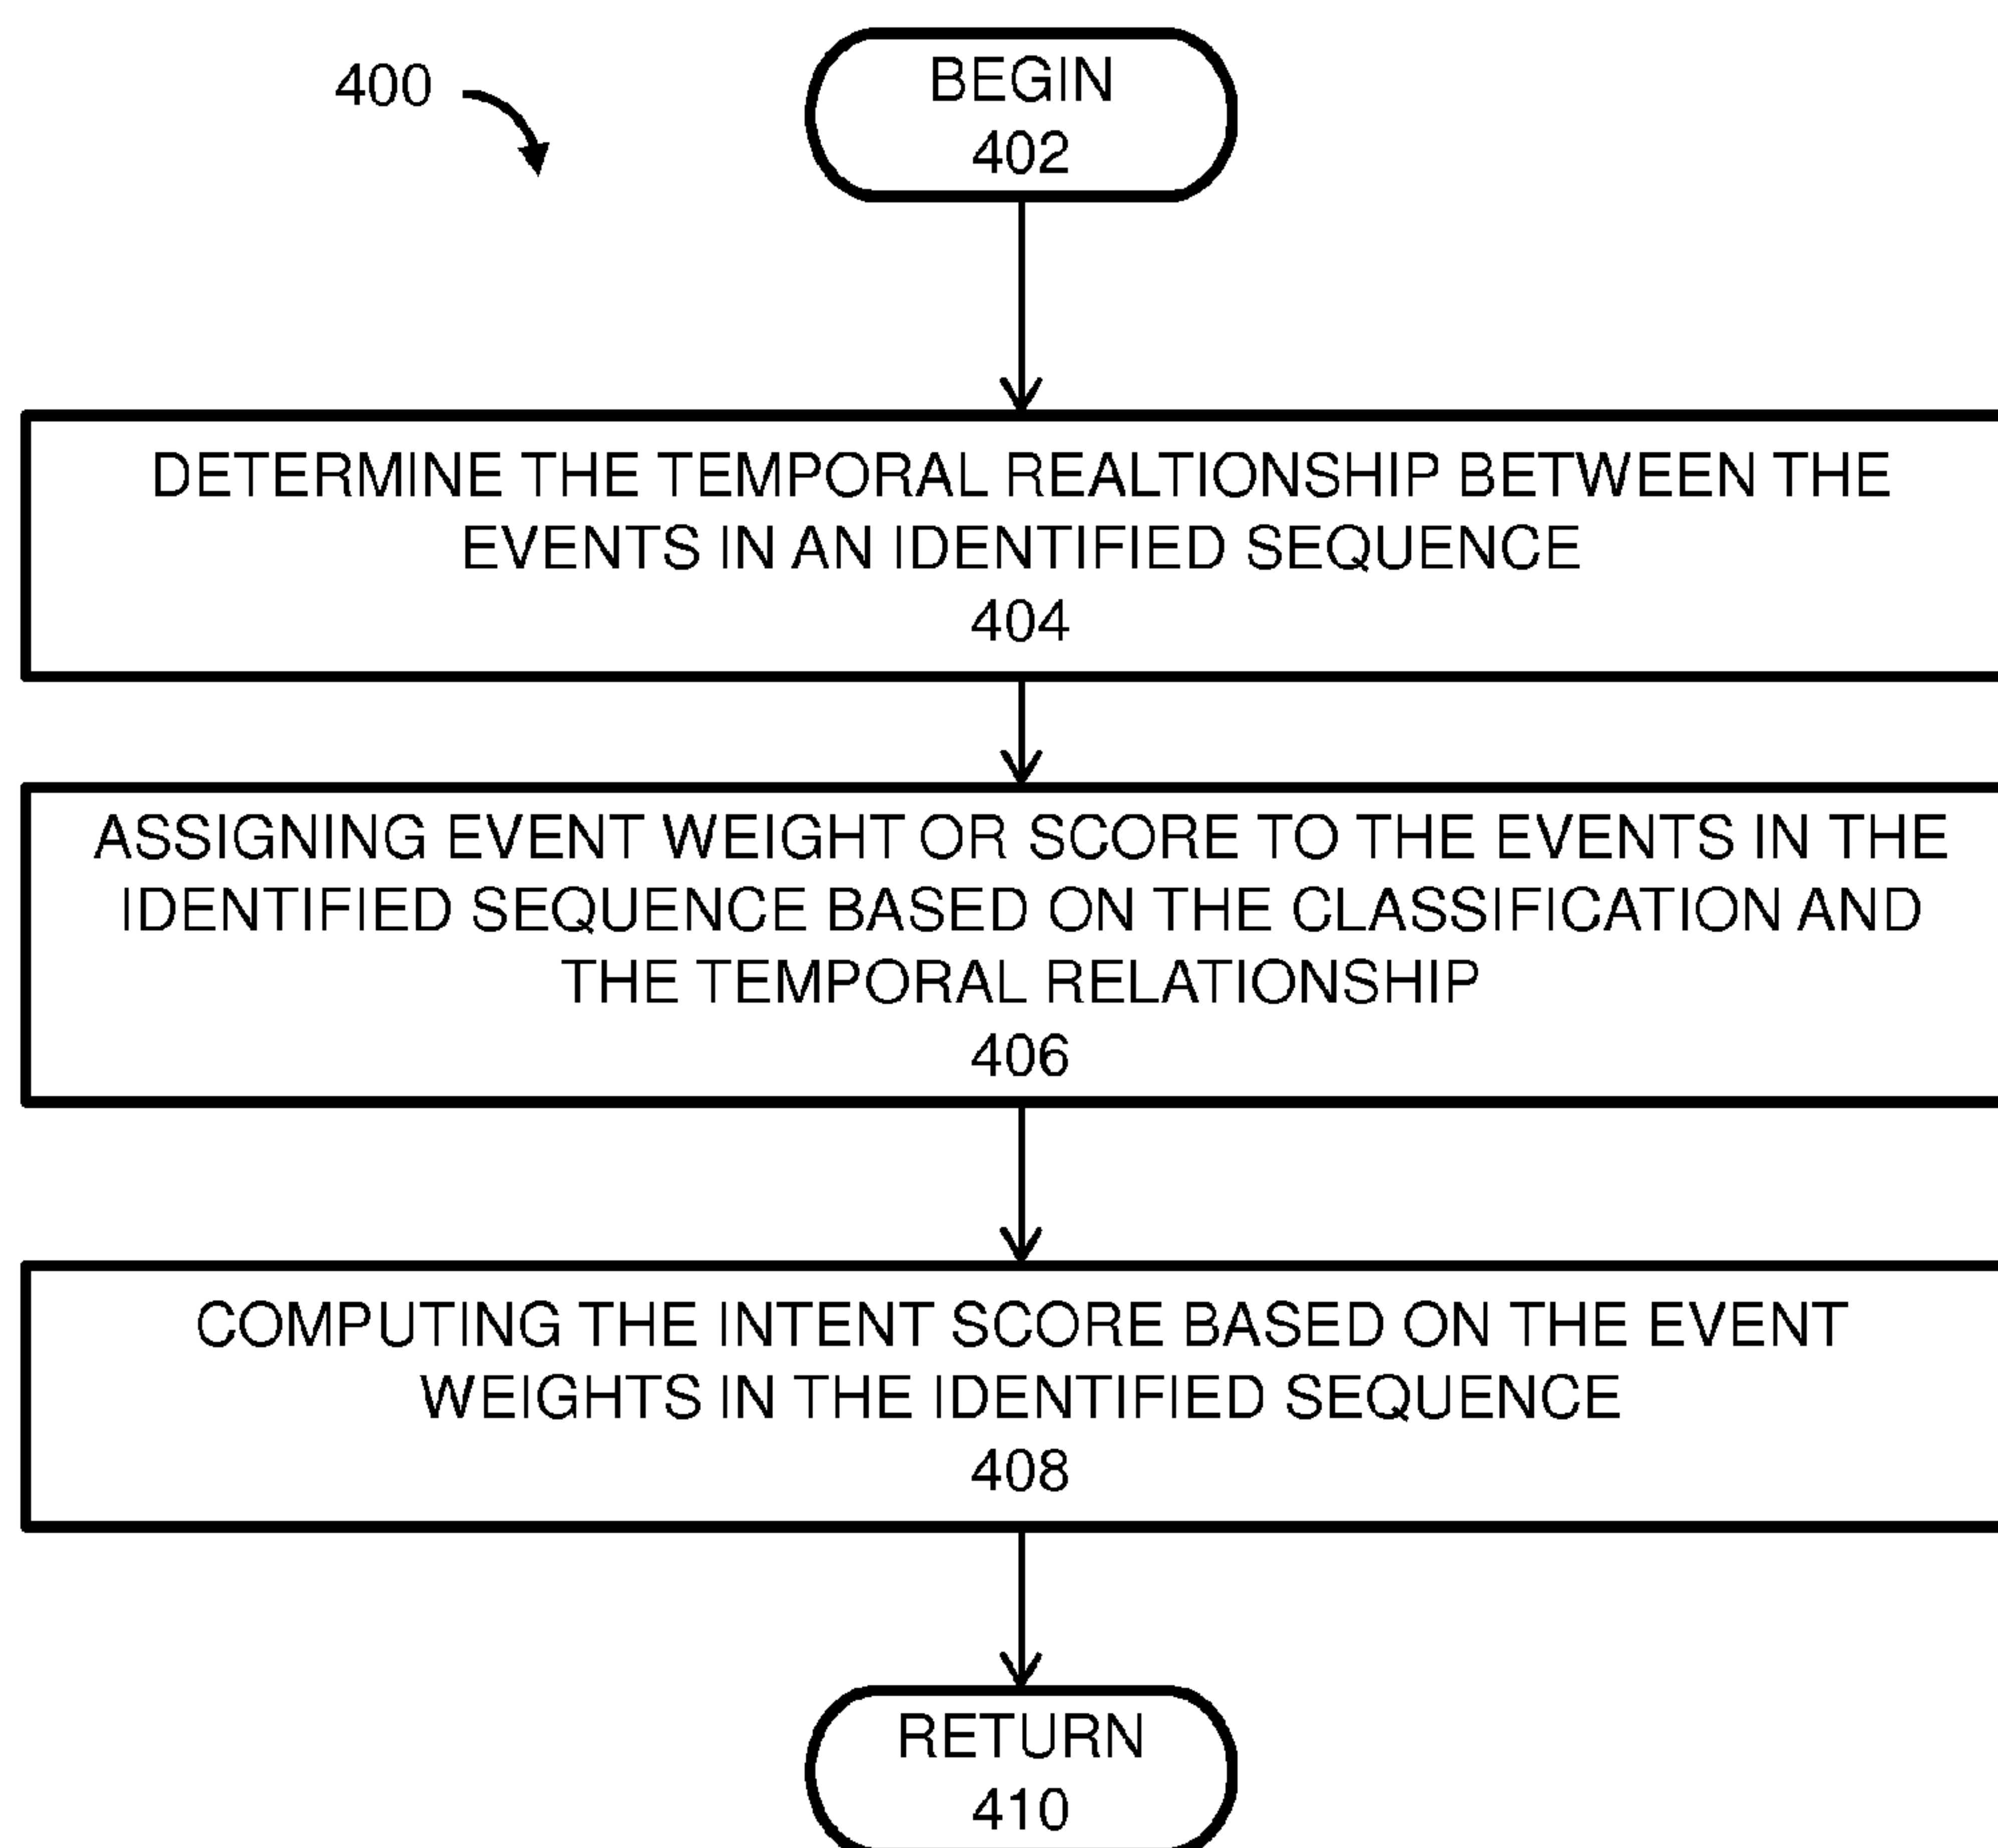 400
BEGIN
402
DETERMINE THE TEMPORAL REALTIONSHIP BETWEEN THE
EVENTS IN AN IDENTIFIED SEQUENCE
404
ASSIGNING EVENT WEIGHT OR SCORE TO THE EVENTS IN THE
IDENTIFIED SEQUENCE BASED ON THE CLASSIFICATION AND
THE TEMPORAL RELATIONSHIP
406
COMPUTING THE INTENT SCORE BASED ON THE EVENT
WEIGHTS IN THE IDENTIFIED SEQUENCE
408
RETURN
410